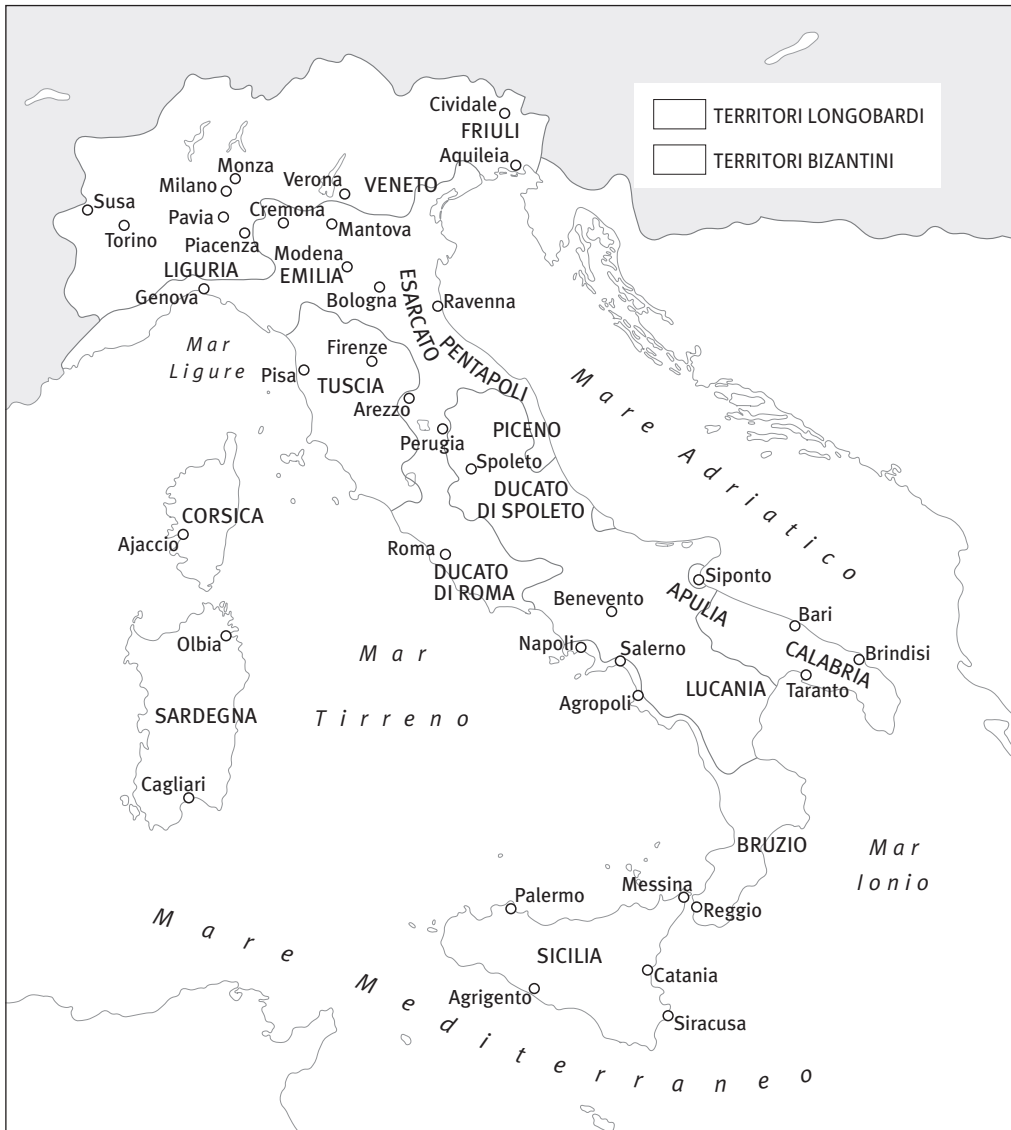 TERRITORI LONGOBARDI
TERRITORI BIZANTINI
Cividale
FRIULI
Aquileia
Monza
Milano
Verona
VENETO
Susa
Torino
Pavia
Cremona
Mantova
Piacenza
LIGURIA
Modena
EMILIA
Genova
Bologna
ESARCATO
Ravenna
PENTAPOLI
Mar
Ligure
Firenze
Pisa
TUSCIA
Arezzo
Perugia
PICENO
Spoleto
DUCATO
DI SPOLETO
Mare Adriatico
CORSICA
Ajaccio
Roma
DUCATO
DI ROMA
Siponto
APULIA
Benevento
Bari
Olbia
Napoli
Salerno
CALABRIA
Brindisi
Taranto
LUCANIA
Agropoli
Mar
Tirreno
SARDEGNA
Cagliari
BRUZIO
Mar
Ionio
Messina
Reggio
Palermo
SICILIA
Catania
Agrigento
Siracusa
Mare Mediterraneo